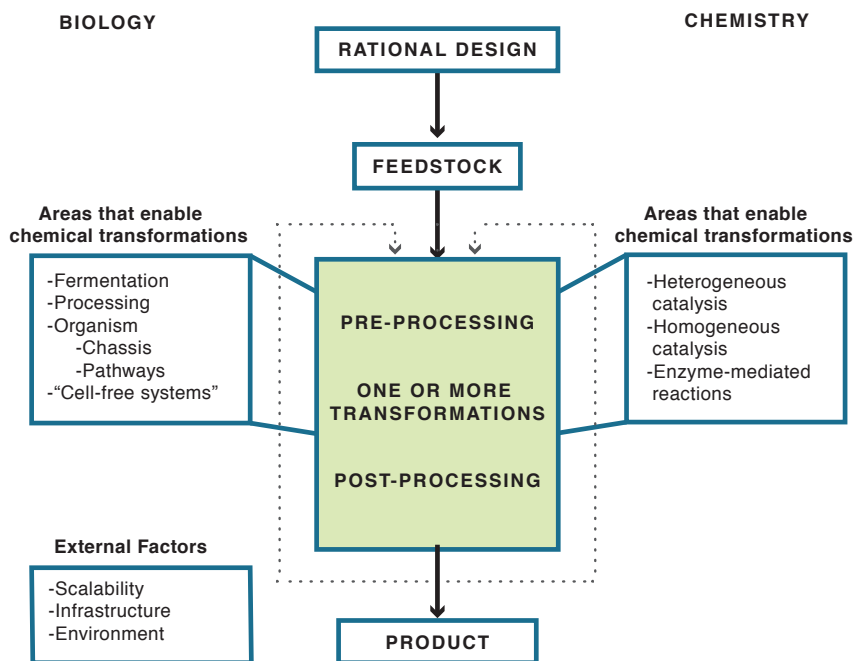 BIOLOGY
CHEMISTRY
RATIONAL DESIGN
FEEDSTOCK
Areas that enable
chemical transformations
-Fermentation
-Processing
-Organism
-Chassis
-Pathways
-“Cell-free systems”
PRE-PROCESSING
ONE OR MORE
TRANSFORMATIONS
POST-PROCESSING
Areas that enable
chemical transformations
-Heterogeneous
catalysis
-Homogeneous
catalysis
-Enzyme-mediated
reactions
External Factors
-Scalability
-Infrastructure
-Environment
PRODUCT